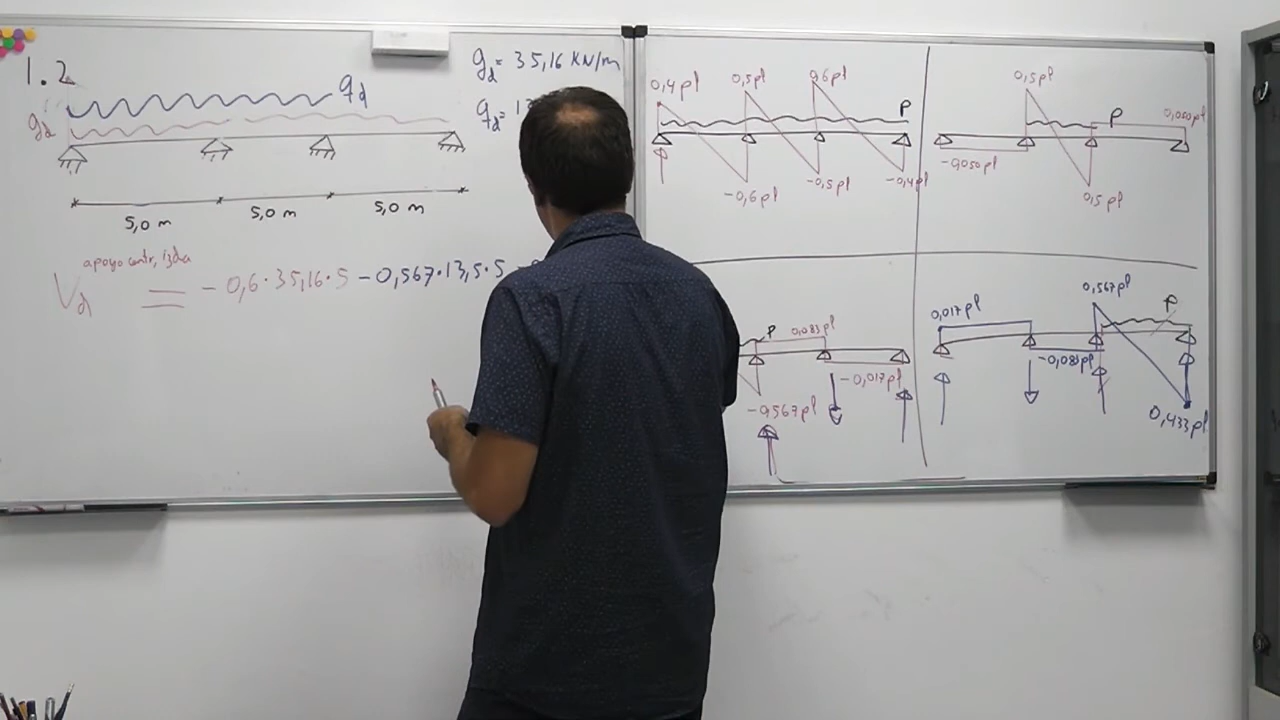 1.2
gd= 35,16 KN/m
qd
gd
5,0 m
5,0 m
5,0 m
Vd apoyo centr, izda = - 0,6·35,16·5 - 0,567·13,5·5
0,4 pl
0,5 pl
0,6 pl
P
-0,6 pl
-0,5 pl
-0,4 pl
0,5 pl
P
0,050 pl
-0,050 pl
0,5 pl
P
0,083 pl
-0,017 pl
-0,567 pl
0,017 pl
0,567 pl
P
-0,083 pl
0,433 pl